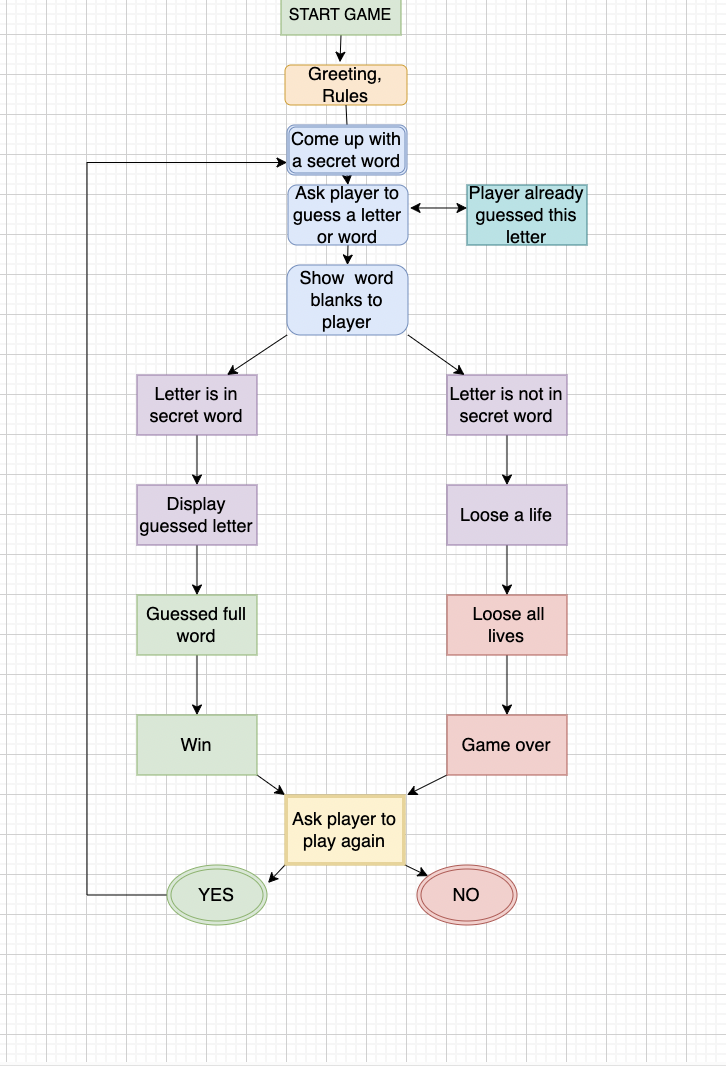 START GAME
Greeting,
Rules
Come up with
a secret word
Ask player to
guess a letter
or word
Player already
guessed this
letter
Show word
blanks to
player
Letter is in
secret word
Letter is not in
secret word
Display
guessed letter
Loose a life
Guessed full
word
Loose all
lives
Win
Game over
Ask player to
play again
YES
NO